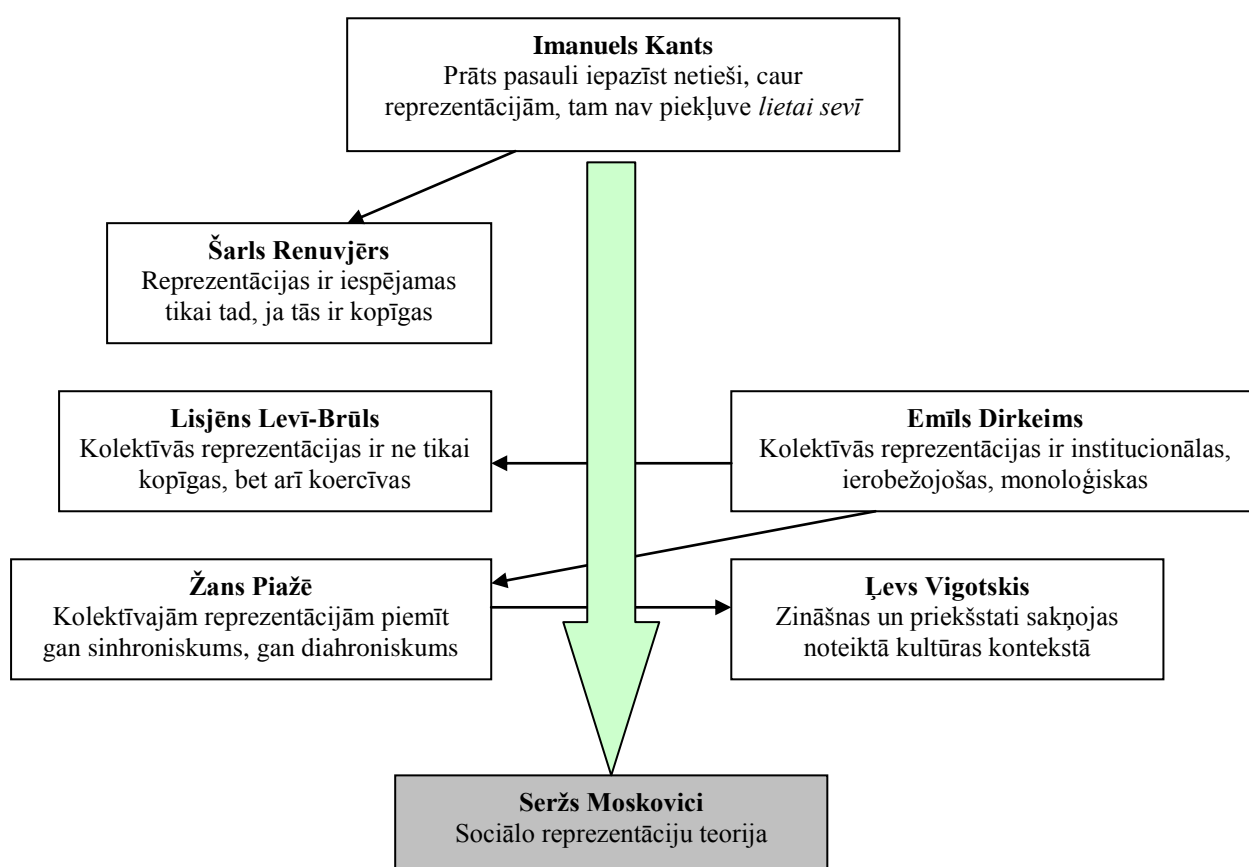 Imanuels Kants
Prāts pasauli iepazīst netieši, caur
reprezentācijām, tam nav piekļuve lietai sevī
Šarls Renuvjērs
Reprezentācijas ir iespējamas
tikai tad, ja tās ir kopīgas
Lisjēns Levī-Brūls
Kolektīvās reprezentācijas ir ne tikai
kopīgas, bet arī koercīvas
Emīls Dirkeims
Kolektīvās reprezentācijas ir institucionālas,
ierobežojošas, monoloģiskas
Žans Piažē
Kolektīvajām reprezentācijām piemīt
gan sinhroniskums, gan diahroniskums
Ļevs Vigotskis
Zināšnas un priekšstati sakņojas
noteiktā kultūras kontekstā
Seržs Moskovici
Sociālo reprezentāciju teorija